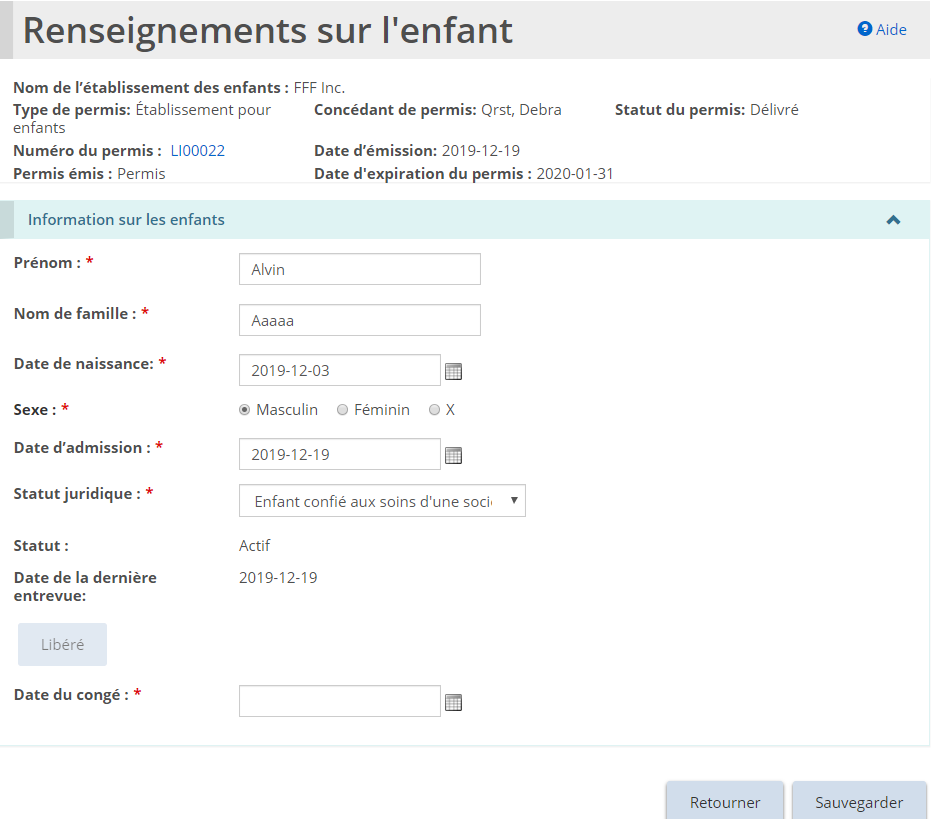 Renseignements sur l'enfant
Aide
Nom de l’établissement des enfants : FFF Inc.
Type de permis: Établissement pour enfants
Concédant de permis: Qrst, Debra
Statut du permis: Délivré
Numéro du permis : LI00022
Date d’émission: 2019-12-19
Permis émis : Permis
Date d'expiration du permis : 2020-01-31
Information sur les enfants
Prénom : * Alvin
Nom de famille : * Aaaaa
Date de naissance: * 2019-12-03
Sexe : * Masculin Féminin X
Date d’admission : * 2019-12-19
Statut juridique : * Enfant confié aux soins d'une soci
Statut : Actif
Date de la dernière entrevue: 2019-12-19
Libéré
Date du congé : *
Retourner Sauvegarder